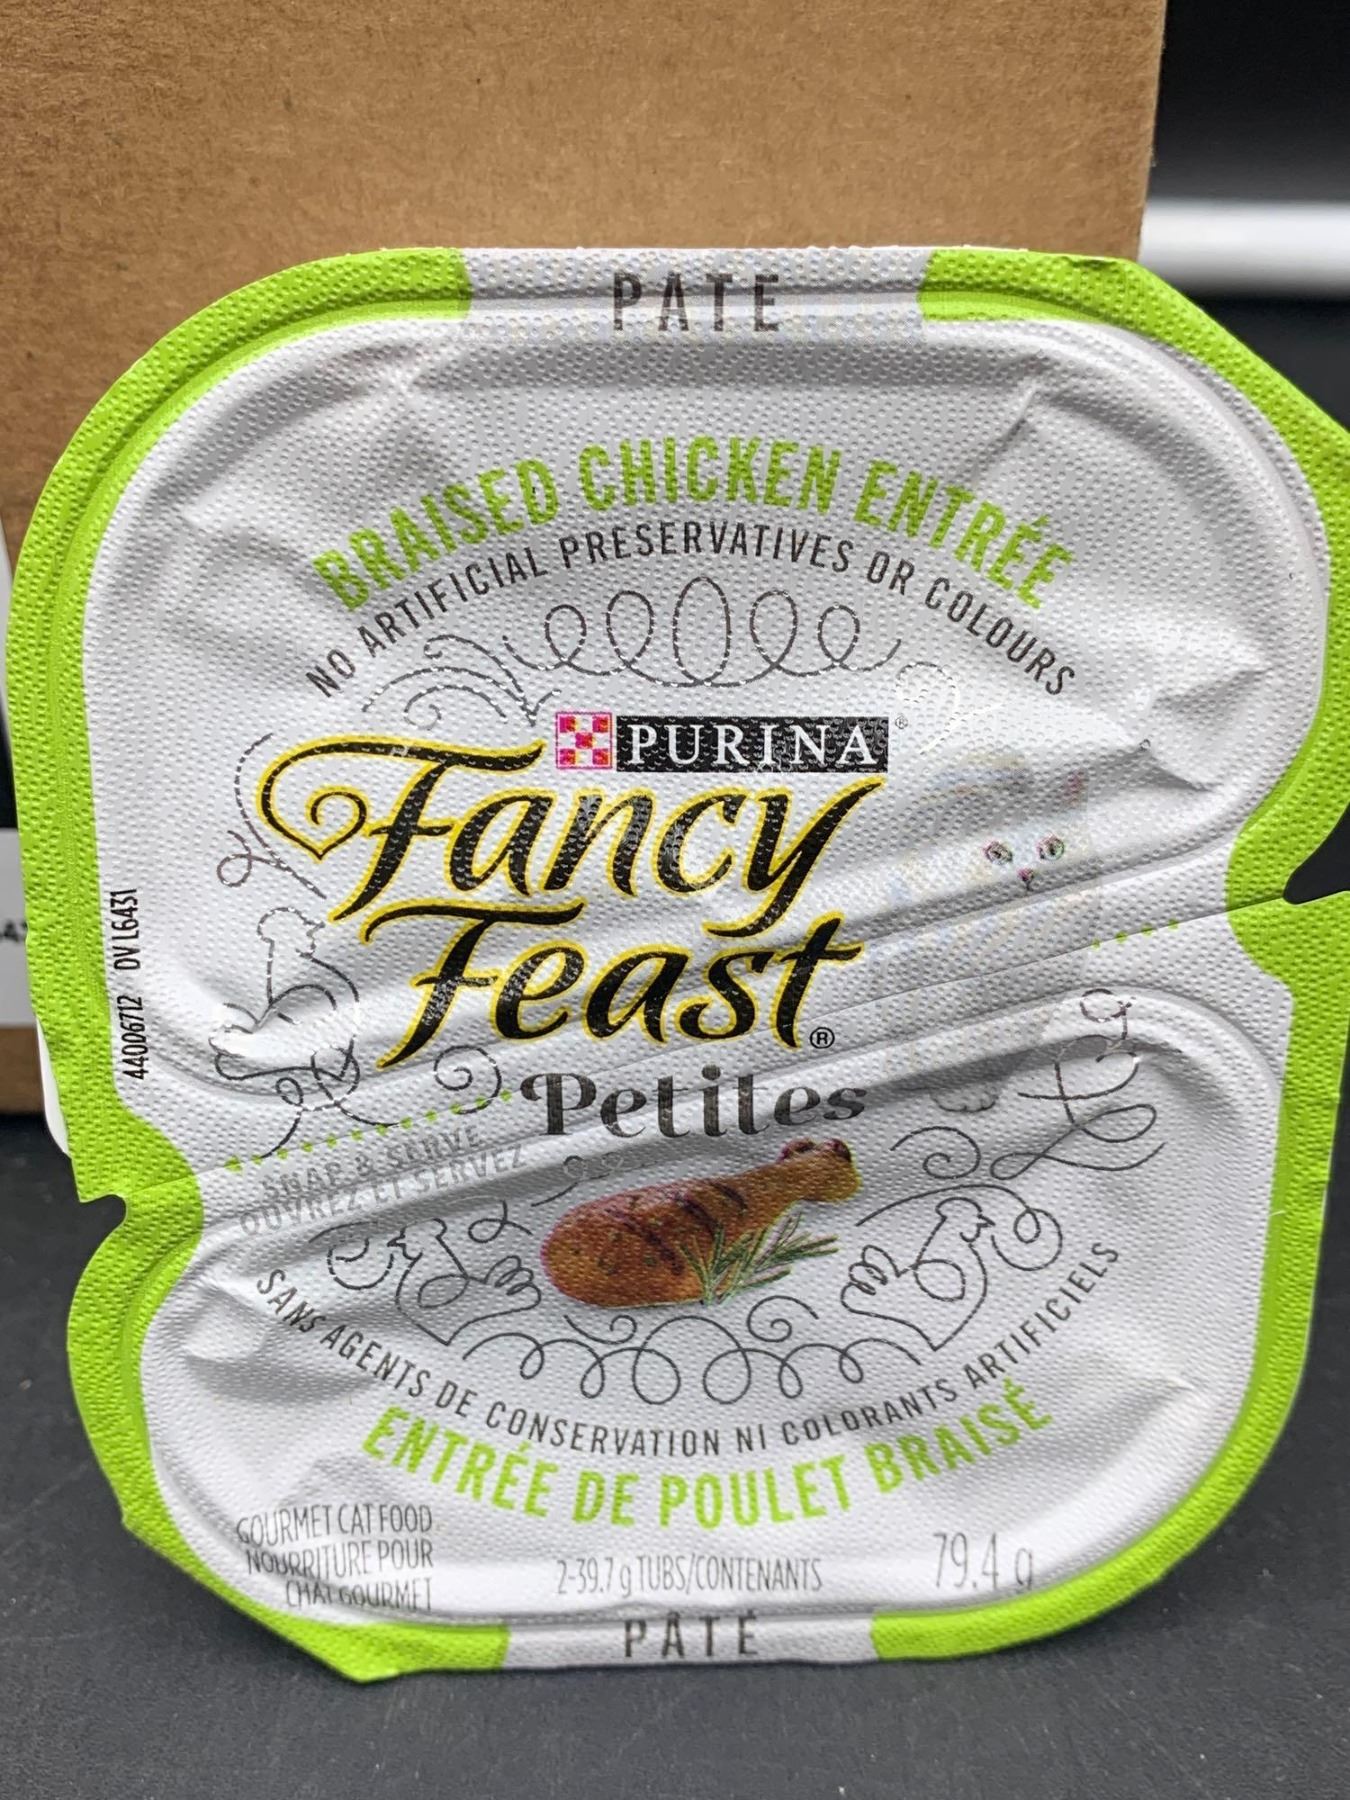 PATE
BRAISED CHICKEN ENTRÉE
NO ARTIFICIAL PRESERVATIVES OR COLOURS
PURINA®
Fancy
Feast®
Petites
44006712 DV L6431
SNAP & SERVE
OUVREZ ET SERVEZ
SANS AGENTS DE CONSERVATION NI COLORANTS ARTIFICIELS
ENTRÉE DE POULET BRAISÉ
GOURMET CAT FOOD
NOURRITURE POUR
CHAT GOURMET
2-39.7 g TUBS/CONTENANTS
79.4 g
PÂTÉ